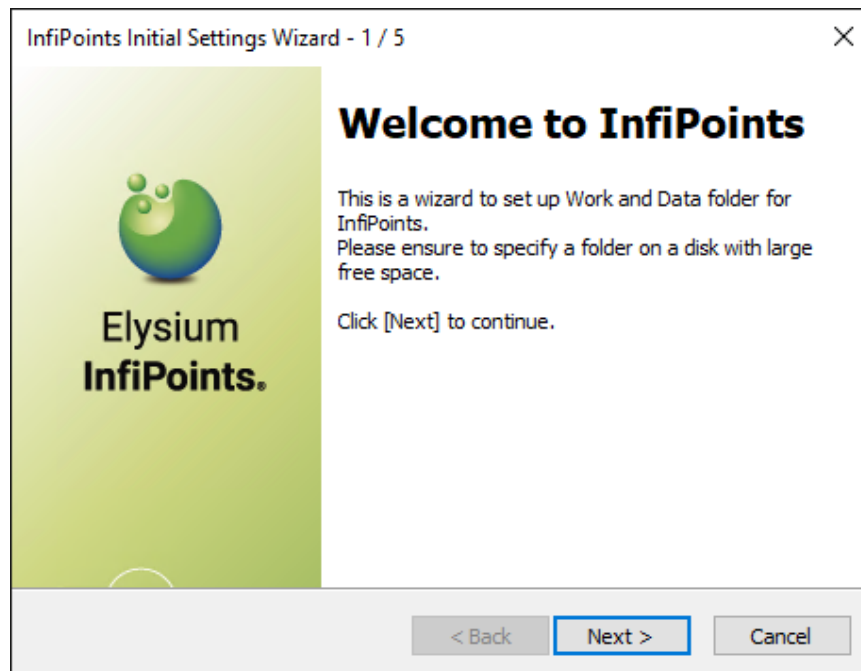 InfiPoints Initial Settings Wizard - 1 / 5
Welcome to InfiPoints
This is a wizard to set up Work and Data folder for
InfiPoints.
Please ensure to specify a folder on a disk with large
free space.
Click [Next] to continue.
Elysium
InfiPoints®
< Back
Next >
Cancel